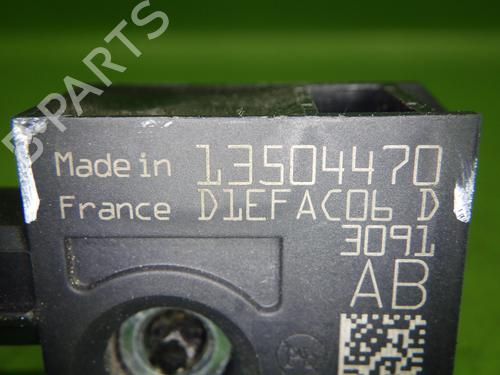 B-PARTS
Made in 13504470
France D1EFAC06 D
3091
AB